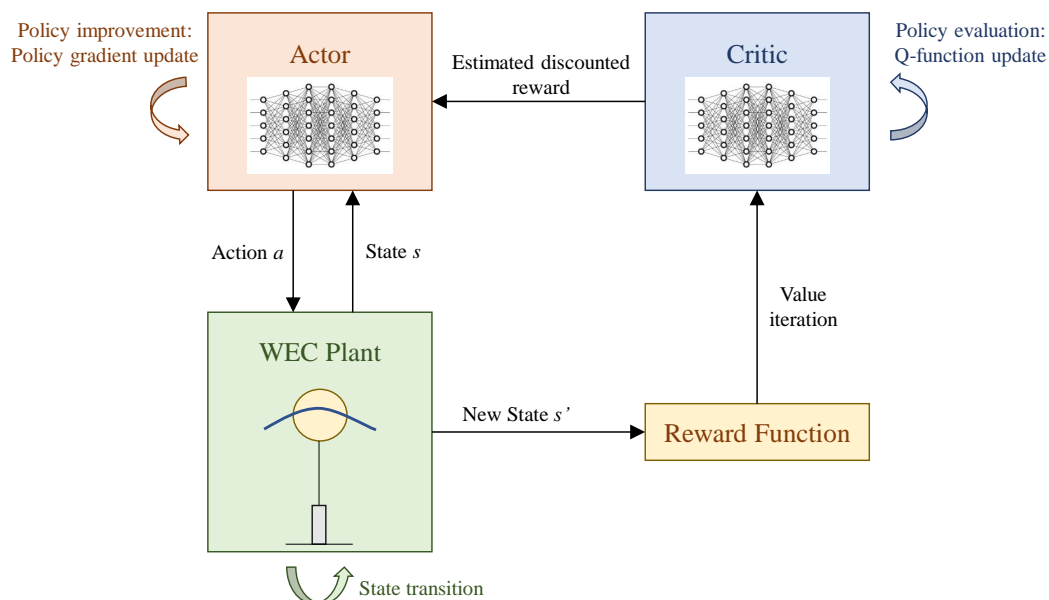 Policy improvement:
Policy gradient update
Actor
Estimated discounted
reward
Critic
Policy evaluation:
Q-function update
Action a
State s
Value
iteration
WEC Plant
New State s’
Reward Function
State transition